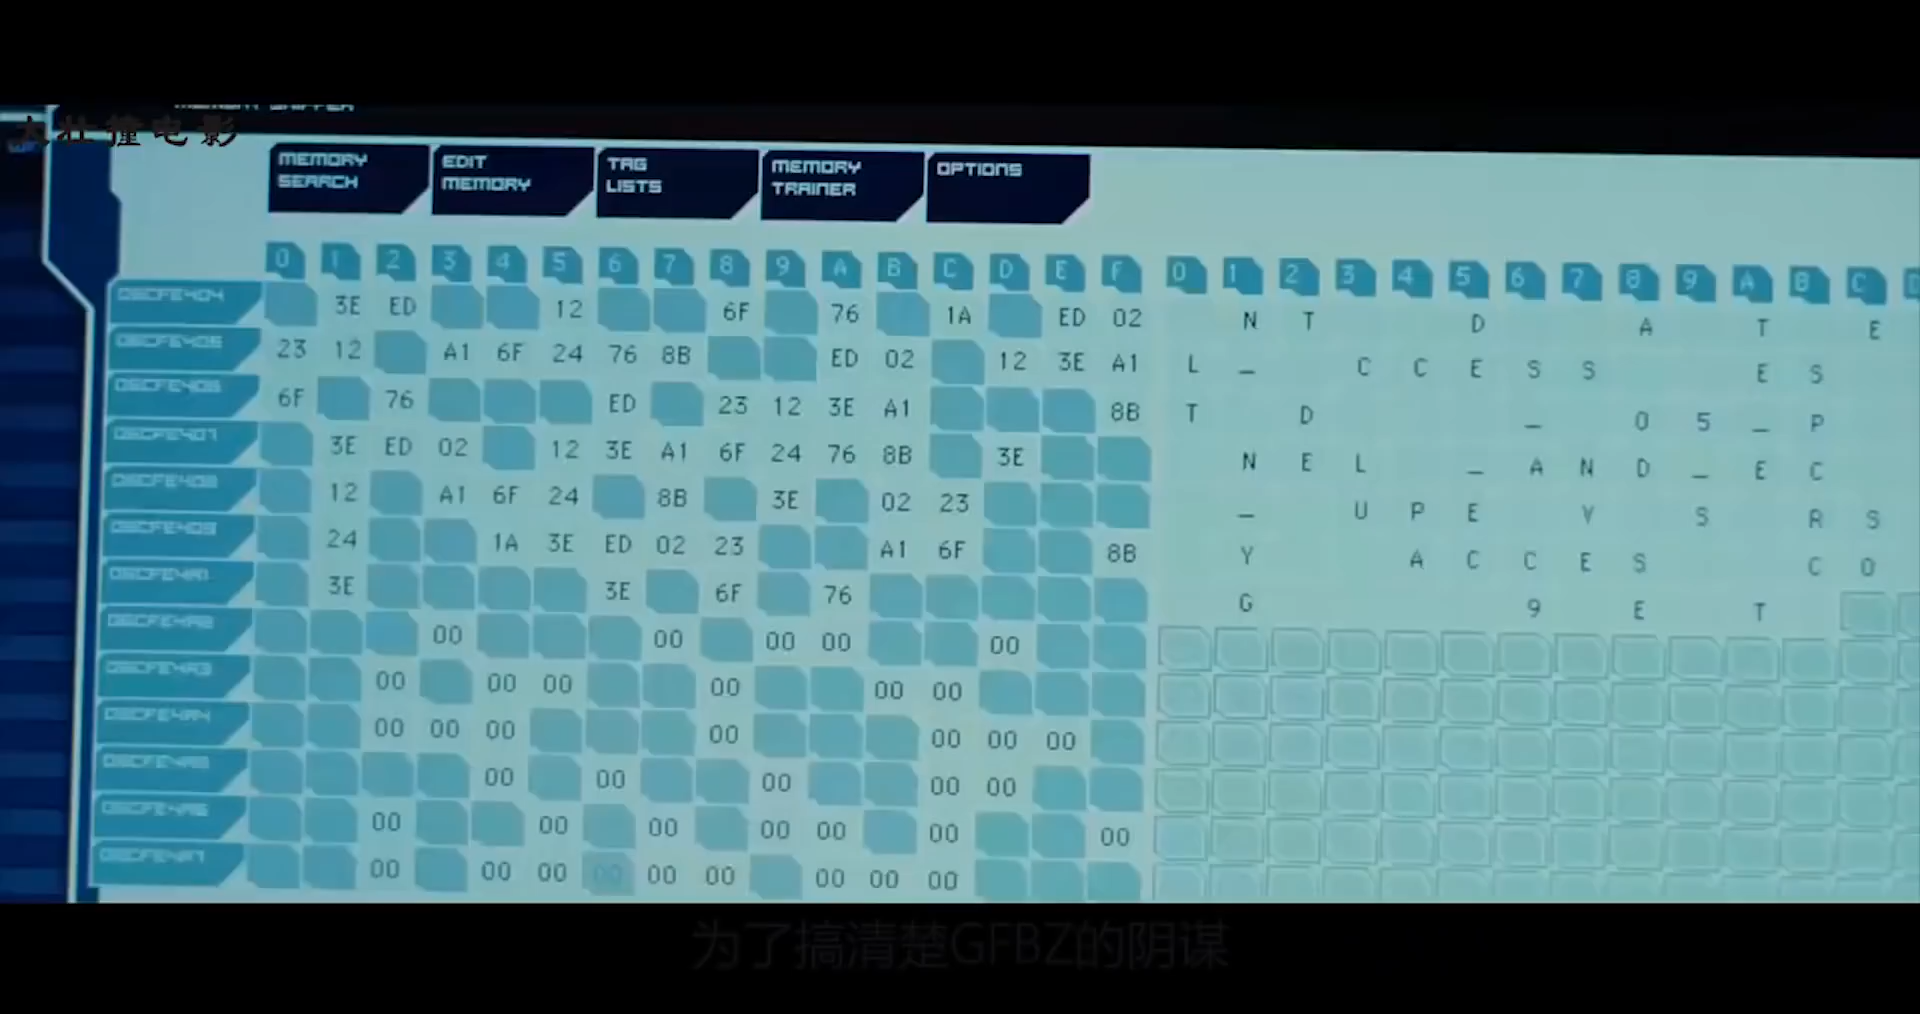 MEMORY SNIFFER
大壮撞电影
MEMORY SEARCH
EDIT MEMORY
TAG LISTS
MEMORY TRAINER
OPTIONS
0 1 2 3 4 5 6 7 8 9 A B C D E F 0 1 2 3 4 5 6 7 8 9 A B C
3E ED 12 6F 76 1A ED 02 N T D A T E
23 12 A1 6F 24 76 8B ED 02 12 3E A1 L _ C C E S S E S
6F 76 ED 23 12 3E A1 8B T D _ 0 5 _ P
3E ED 02 12 3E A1 6F 24 76 8B 3E N E L _ A N D _ E C
12 A1 6F 24 8B 3E 02 23 _ U P E V S R S
24 1A 3E ED 02 23 A1 6F 8B Y A C C E S C O
3E 3E 6F 76 G 9 E T
00 00 00 00 00
00 00 00 00 00 00
00 00 00 00 00 00 00
00 00 00 00 00
00 00 00 00 00 00 00
00 00 00 00 00 00 00 00 00
为了搞清楚GFBZ的阴谋